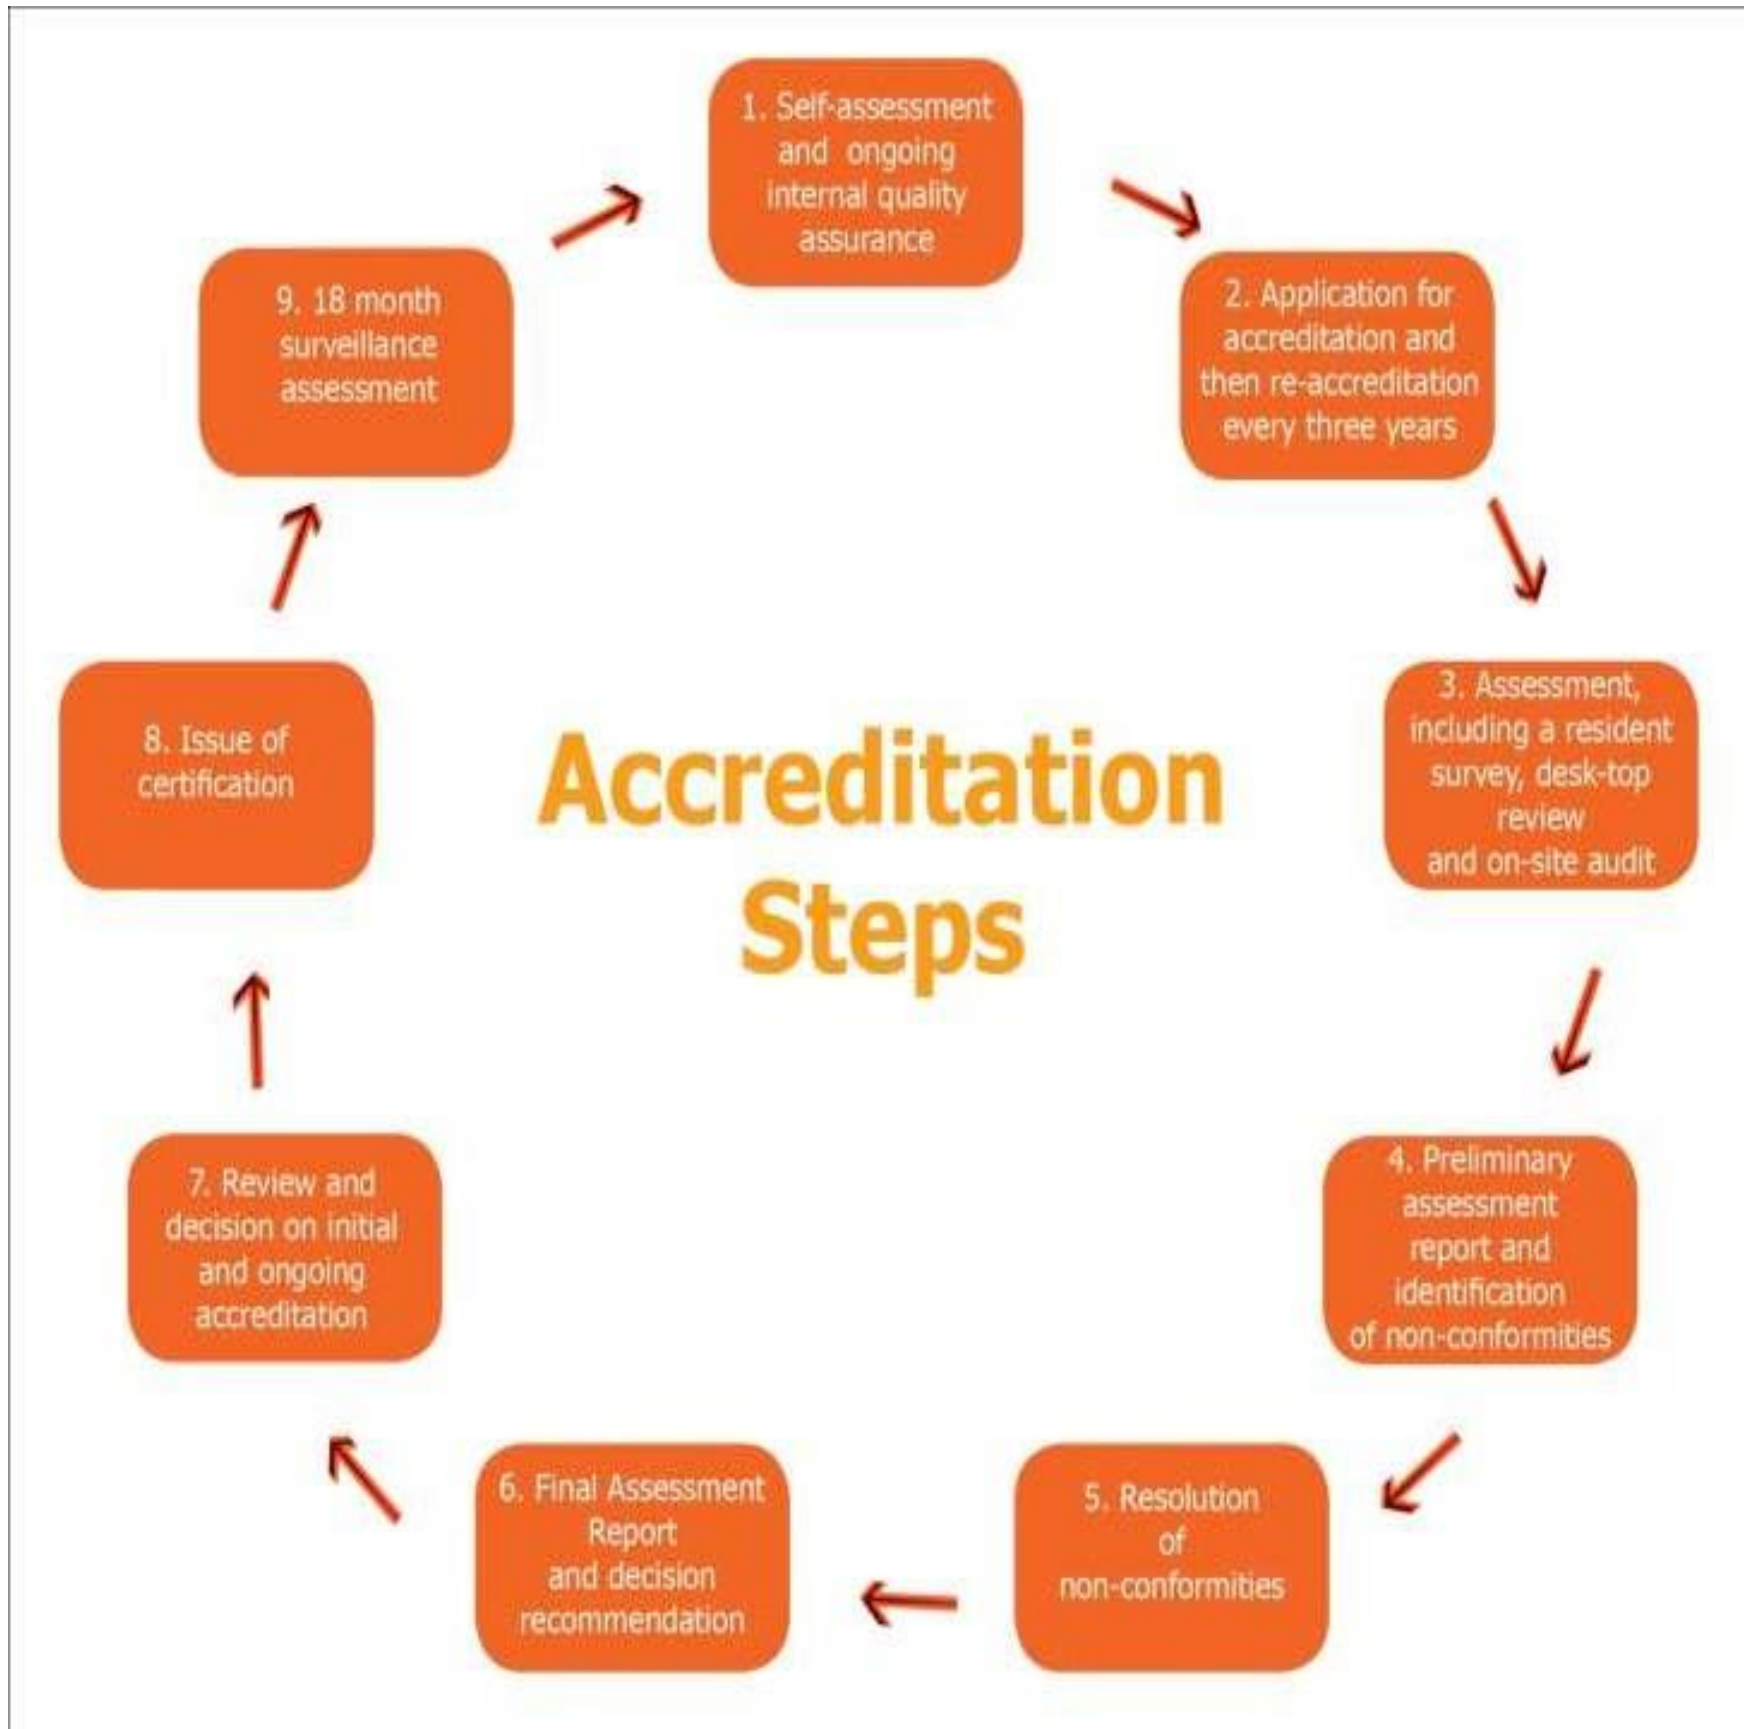 1. Self-assessment
and ongoing
internal quality
assurance
2. Application for
accreditation and
then re-accreditation
every three years
3. Assessment,
including a resident
survey, desk-top
review
and on-site audit
4. Preliminary
assessment
report and
identification
of non-conformities
5. Resolution
of
non-conformities
6. Final Assessment
Report
and decision
recommendation
7. Review and
decision on initial
and ongoing
accreditation
8. Issue of
certification
9. 18 month
surveillance
assessment
Accreditation
Steps